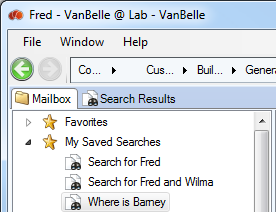 Fred - VanBelle @ Lab - VanBelle
File Window Help
Co... Cus... Buil... Genera
Mailbox Search Results
Favorites
My Saved Searches
Search for Fred
Search for Fred and Wilma
Where is Barney